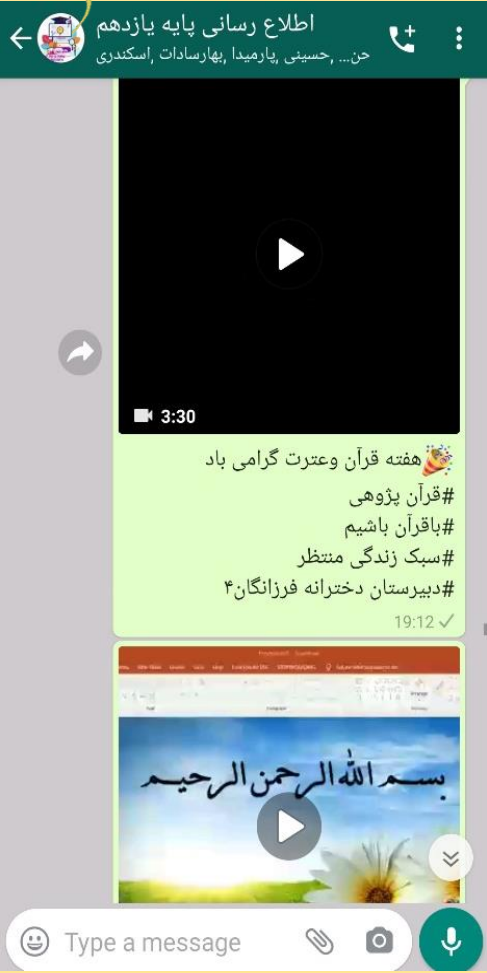 اطلاع رسانی پایه یازدهم
حن... ,حسینی ,پارمیدا ,بهارسادات ,اسکندری
3:30
هفته قرآن وعترت گرامی باد
#قرآن پژوهی
#باقرآن باشیم
#سبک زندگی منتظر
#دبیرستان دخترانه فرزانگان۴
19:12
بسم الله الرحمن الرحیم
Type a message